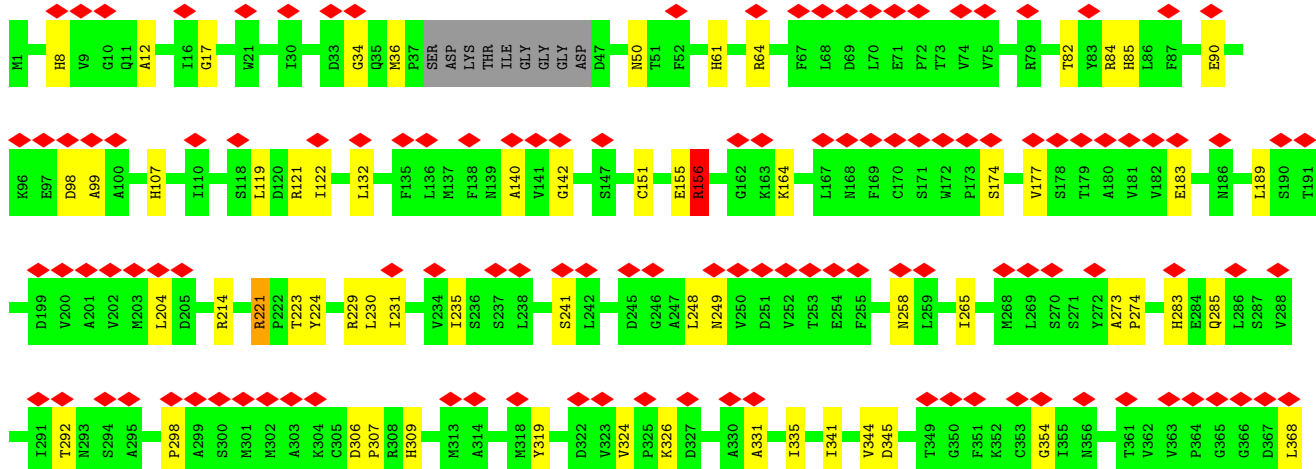 M1 H8 V9 G10 Q11 A12 I16 G17 W21 I30 D33 G34 Q35 M36 P37 SER ASP LYS THR ILE GLY GLY GLY ASP D47 N50 T51 F52 H61 R64 F67 L68 D69 L70 E71 P72 T73 V74 V75 R79 T82 Y83 R84 H85 L86 F87 E90
K96 E97 D98 A99 A100 H107 I110 S118 L119 D120 R121 I122 L132 F135 L136 M137 F138 N139 A140 V141 G142 S147 C151 E155 R156 G162 K163 K164 L167 N168 F169 C170 S171 W172 P173 S174 V177 S178 T179 A180 V181 V182 E183 N186 L189 S190 T191
D199 V200 A201 V202 M203 L204 D205 R214 R221 P222 T223 Y224 R229 L230 I231 V234 I235 S236 S237 L238 S241 L242 D245 G246 A247 L248 N249 V250 D251 V252 T253 E254 F255 N258 L259 I265 M268 L269 S270 S271 Y272 A273 P274 H283 E284 Q285 L286 S287 V288
I291 T292 N293 S294 A295 P298 A299 S300 M301 M302 A303 K304 C305 D306 P307 R308 H309 M313 A314 M318 Y319 D322 V323 V324 P325 K326 D327 A330 A331 I335 I341 V344 D345 T349 G350 F351 K352 C353 G354 I355 N356 T361 V362 V363 P364 G365 G366 D367 L368